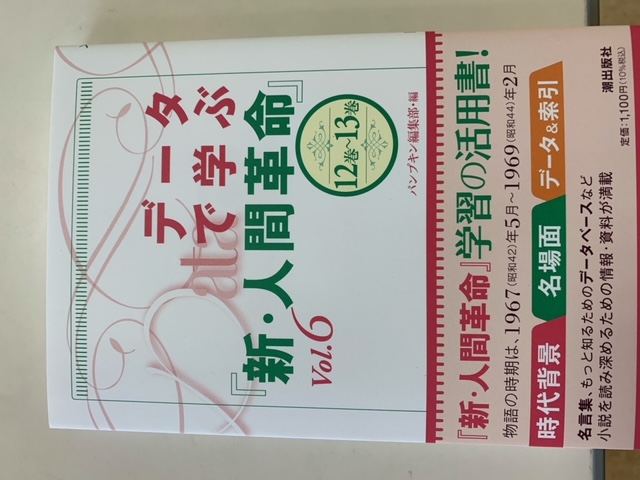 データ
で学ぶ
『新・人間革命』
Data
Vol.6
12巻〜13巻
パンプキン編集部・編
『新・人間革命』学習の活用書!
物語の時期は、1967(昭和42)年5月〜1969(昭和44)年2月
時代背景 名場面 データ&索引
名言集、もっと知るためのデータベースなど
小説を読み深めるための情報・資料が満載
潮出版社
定価:1,100円(10%税込)